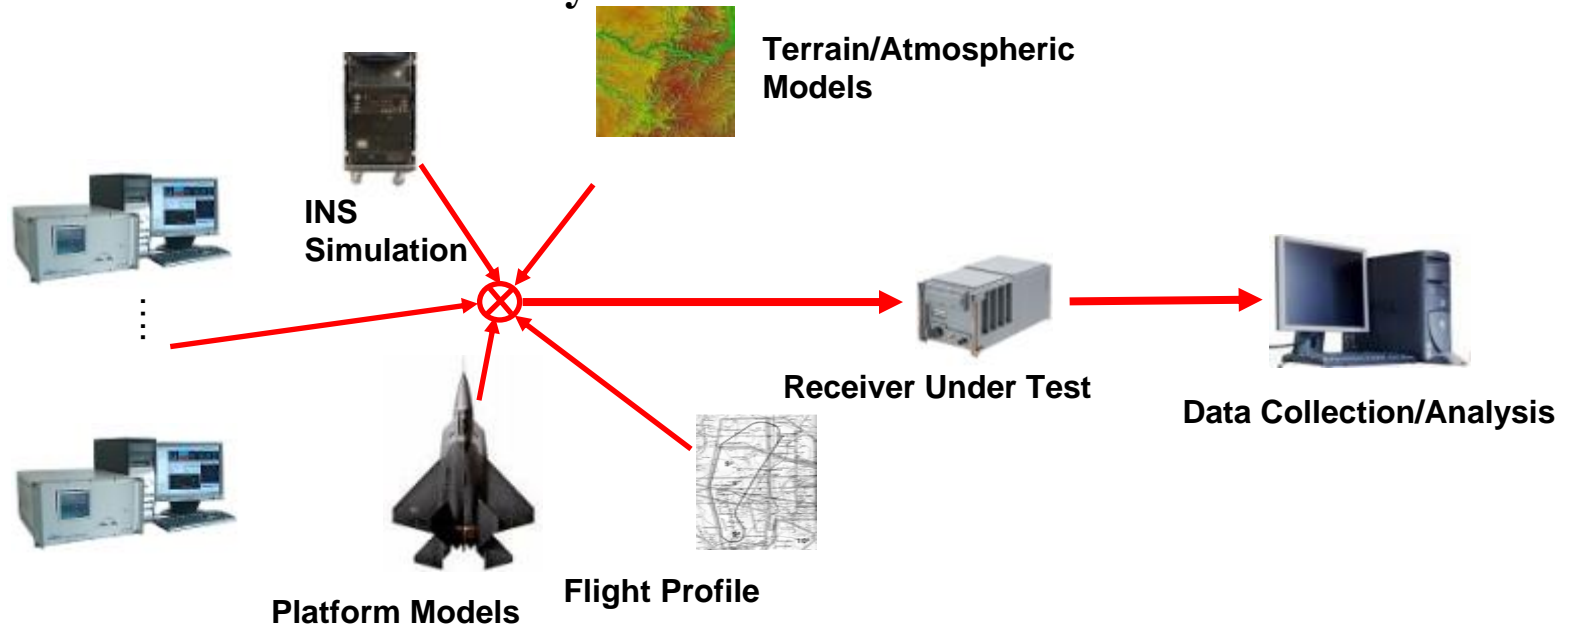 Terrain/Atmospheric
Models
INS
Simulation
Receiver Under Test
Data Collection/Analysis
Flight Profile
Platform Models